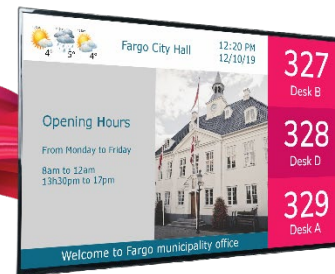 4° 5° 4°
Fargo City Hall
12:20 PM
12/10/19
Opening Hours
From Monday to Friday
8am to 12am
13h30pm to 17pm
Welcome to Fargo municipality office
327
Desk B
328
Desk D
329
Desk A